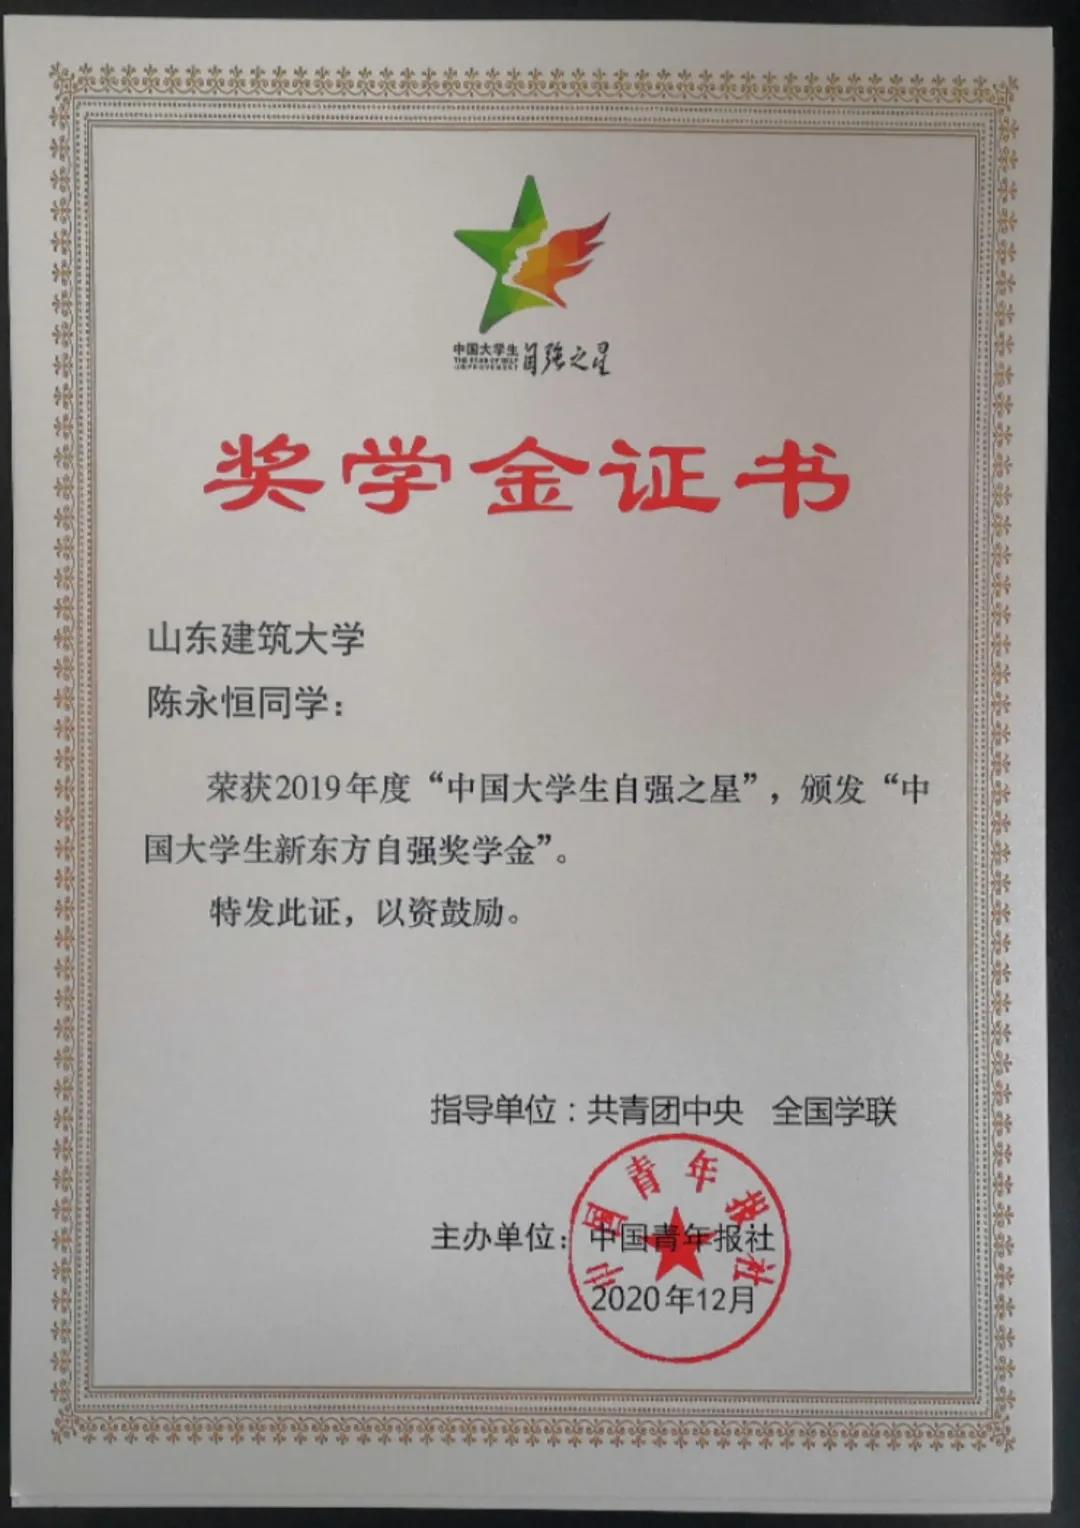 中国大学生 自强之星
THE STAR OF SELF
IMPROVEMENT
奖学金证书
山东建筑大学
陈永恒同学：
荣获2019年度“中国大学生自强之星”，颁发“中
国大学生新东方自强奖学金”。
特发此证，以资鼓励。
指导单位：共青团中央 全国学联
主办单位：中国青年报社
2020年12月
中国青年报社